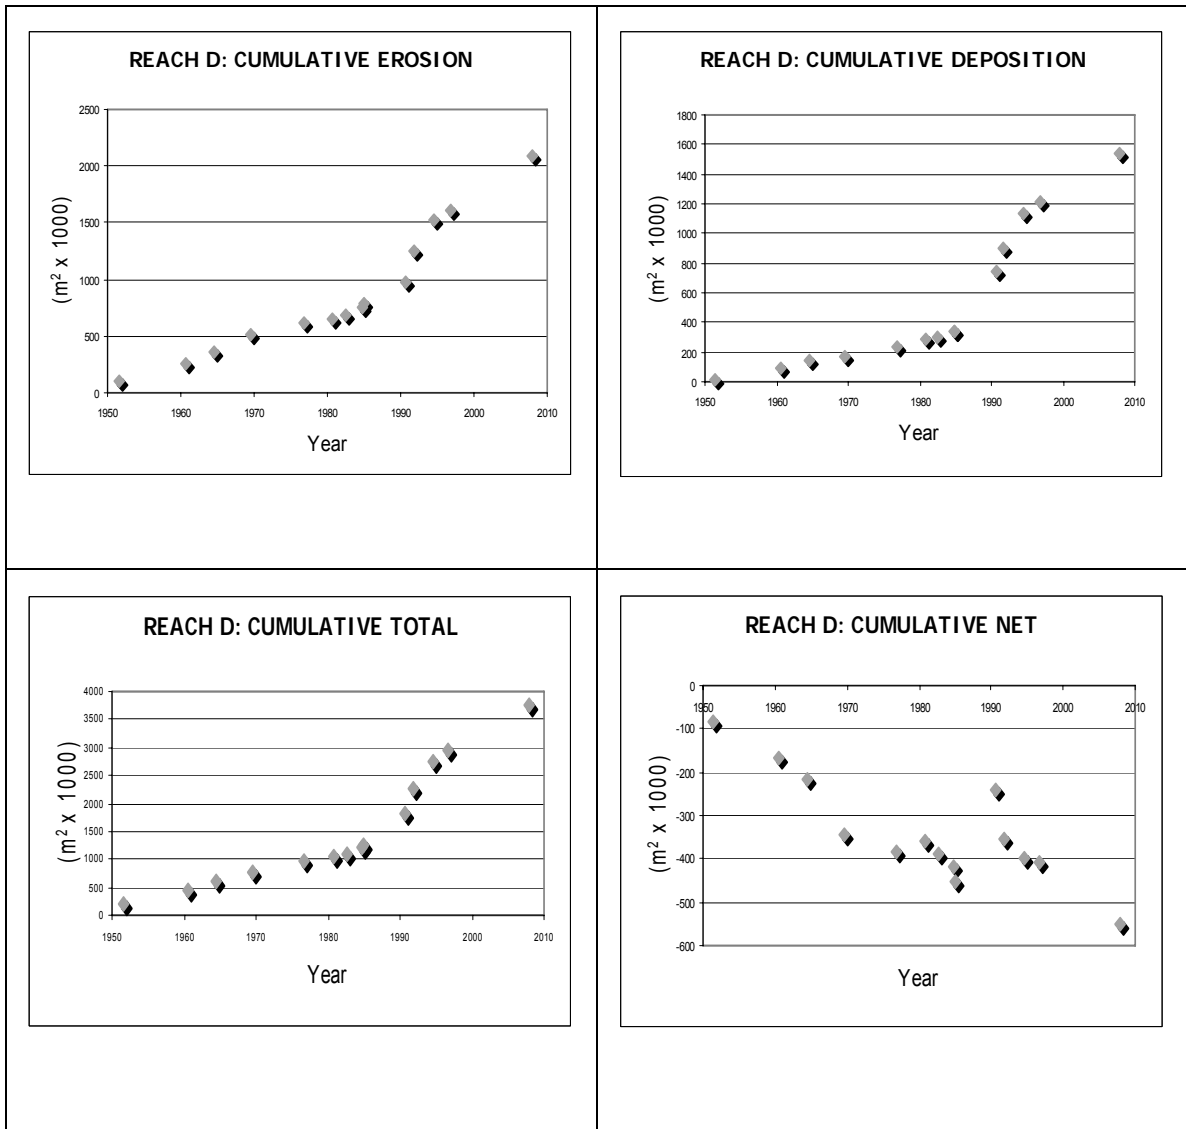 REACH D: CUMULATIVE EROSION
2500
2000
1500
1000
500
0
1950 1960 1970 1980 1990 2000 2010
(m² x 1000)
Year
REACH D: CUMULATIVE DEPOSITION
1800
1600
1400
1200
1000
800
600
400
200
0
1950 1960 1970 1980 1990 2000 2010
(m² x 1000)
Year
REACH D: CUMULATIVE TOTAL
4000
3500
3000
2500
2000
1500
1000
500
0
1950 1960 1970 1980 1990 2000 2010
(m² x 1000)
Year
REACH D: CUMULATIVE NET
0
1950 1960 1970 1980 1990 2000 2010
-100
-200
-300
-400
-500
-600
(m² x 1000)
Year